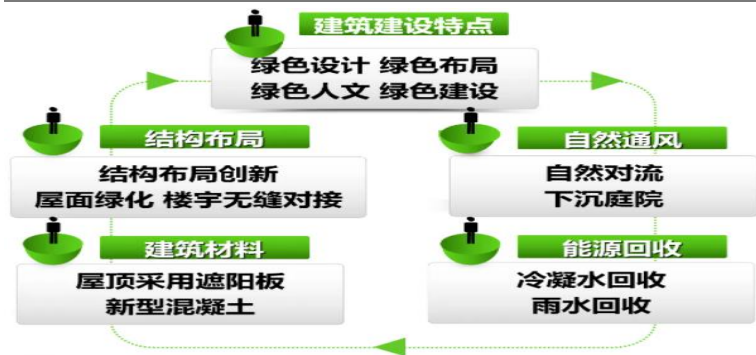 建筑建设特点
绿色设计 绿色布局
绿色人文 绿色建设
结构布局
结构布局创新
屋面绿化 楼宇无缝对接
自然通风
自然对流
下沉庭院
建筑材料
屋顶采用遮阳板
新型混凝土
能源回收
冷凝水回收
雨水回收